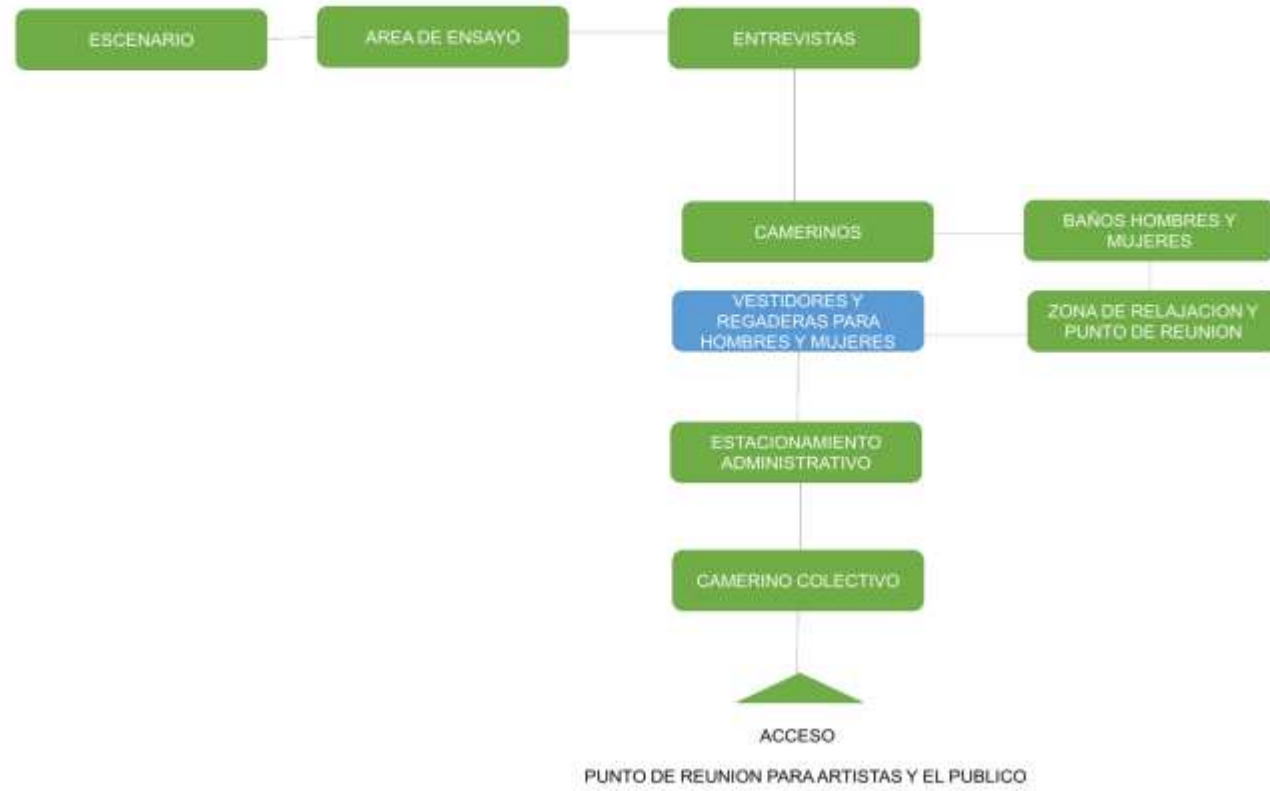 ESCENARIO
AREA DE ENSAYO
ENTREVISTAS
CAMERINOS
BAÑOS HOMBRES Y
MUJERES
VESTIDORES Y
REGADERAS PARA
HOMBRES Y MUJERES
ZONA DE RELAJACION Y
PUNTO DE REUNION
ESTACIONAMIENTO
ADMINISTRATIVO
CAMERINO COLECTIVO
ACCESO
PUNTO DE REUNION PARA ARTISTAS Y EL PUBLICO